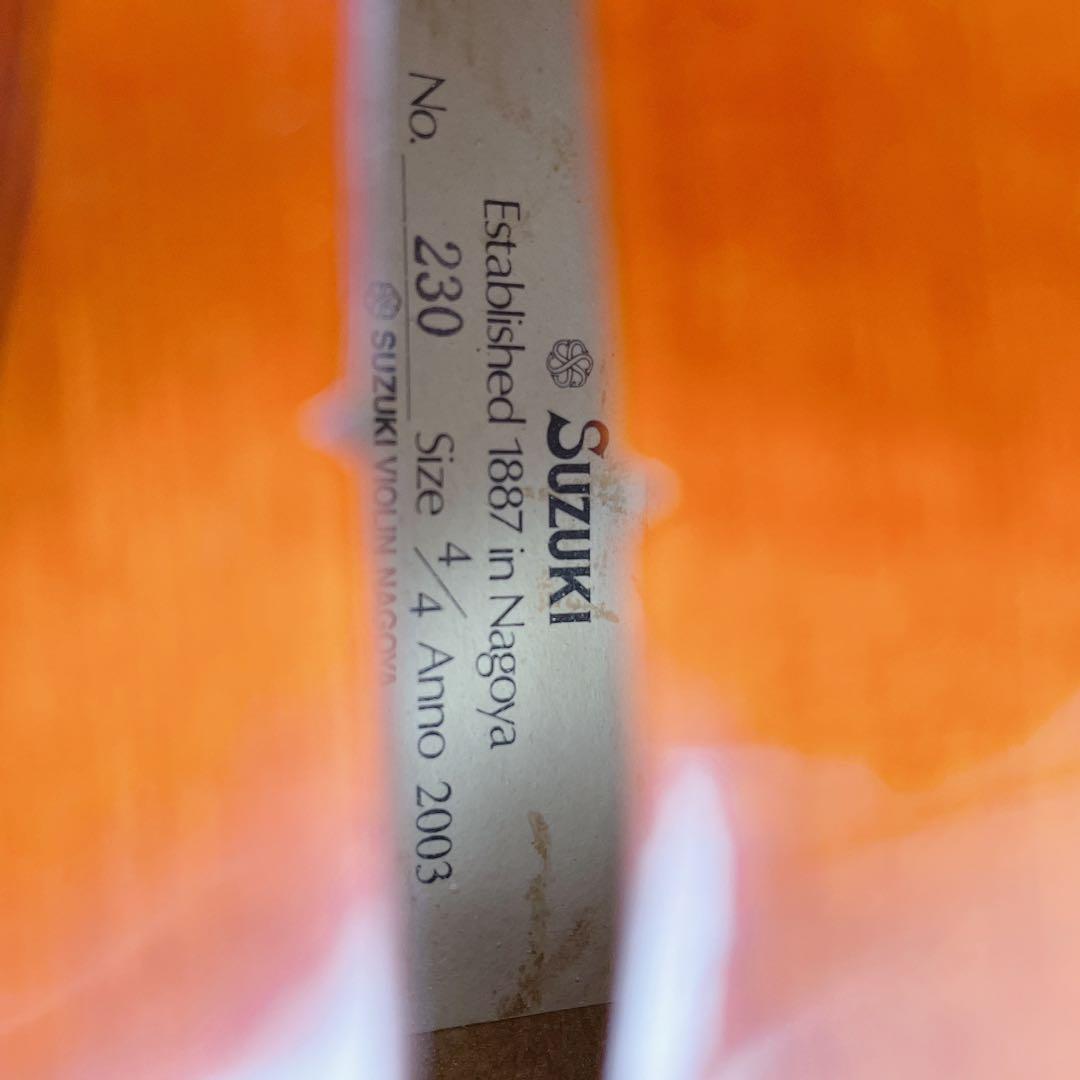 SUZUKI
Established 1887 in Nagoya
No. 230 Size 4/4 Anno 2003
SUZUKI VIOLIN NAGOYA